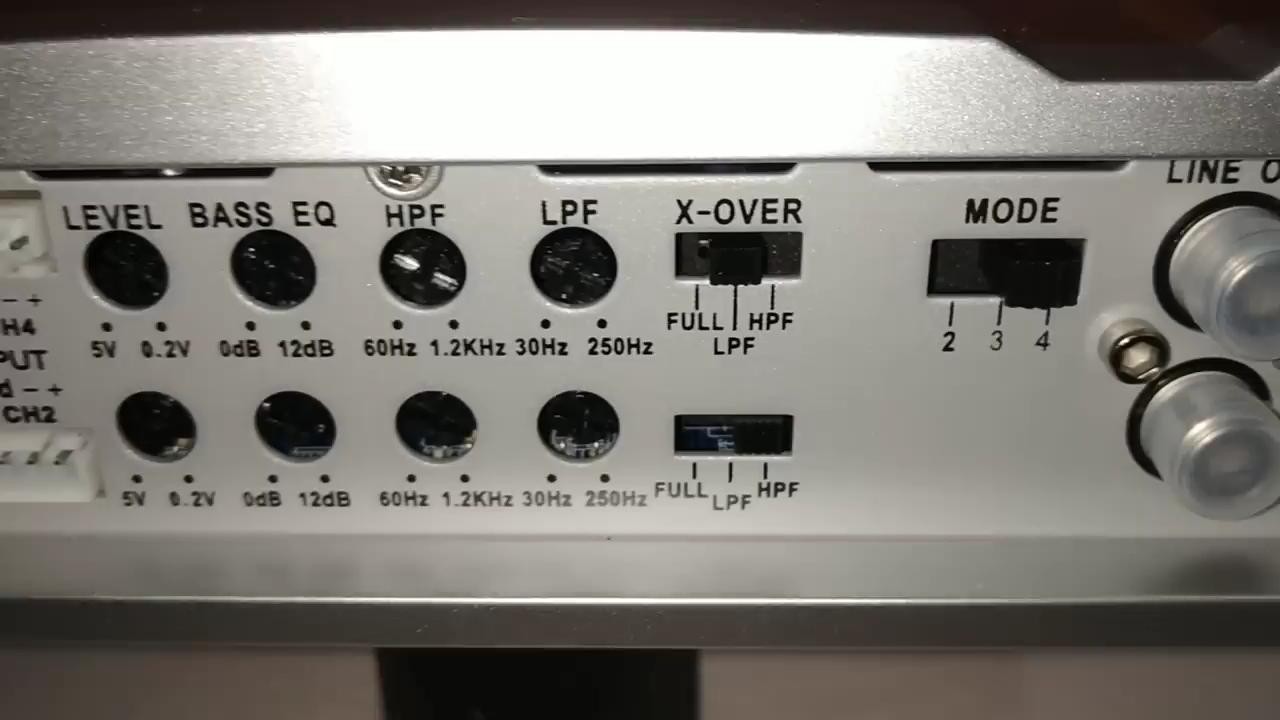 LINE O
LEVEL BASS EQ HPF LPF X-OVER MODE
- +
H4
5V 0.2V 0dB 12dB 60Hz 1.2KHz 30Hz 250Hz FULL LPF HPF 2 3 4
PUT
d - +
CH2
5V 0.2V 0dB 12dB 60Hz 1.2KHz 30Hz 250Hz FULL LPF HPF